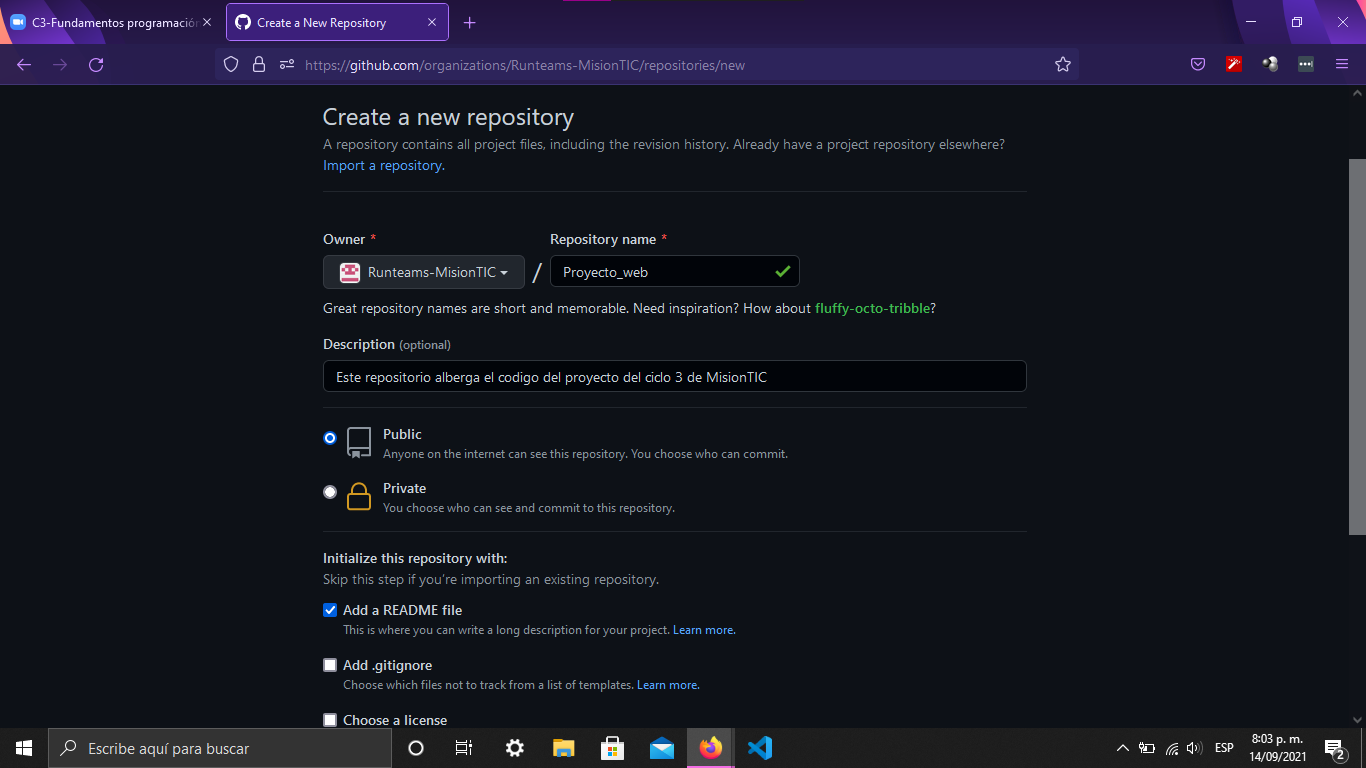 C3-Fundamentos programación
Create a New Repository
https://github.com/organizations/Runteams-MisionTIC/repositories/new
Create a new repository
A repository contains all project files, including the revision history. Already have a project repository elsewhere?
Import a repository.
Owner *
Repository name *
Runteams-MisionTIC
/
Proyecto_web
Great repository names are short and memorable. Need inspiration? How about fluffy-octo-tribble?
Description (optional)
Este repositorio alberga el codigo del proyecto del ciclo 3 de MisionTIC
Public
Anyone on the internet can see this repository. You choose who can commit.
Private
You choose who can see and commit to this repository.
Initialize this repository with:
Skip this step if you're importing an existing repository.
Add a README file
This is where you can write a long description for your project. Learn more.
Add .gitignore
Choose which files not to track from a list of templates. Learn more.
Choose a license
Escribe aquí para buscar
ESP
8:03 p. m.
14/09/2021
2